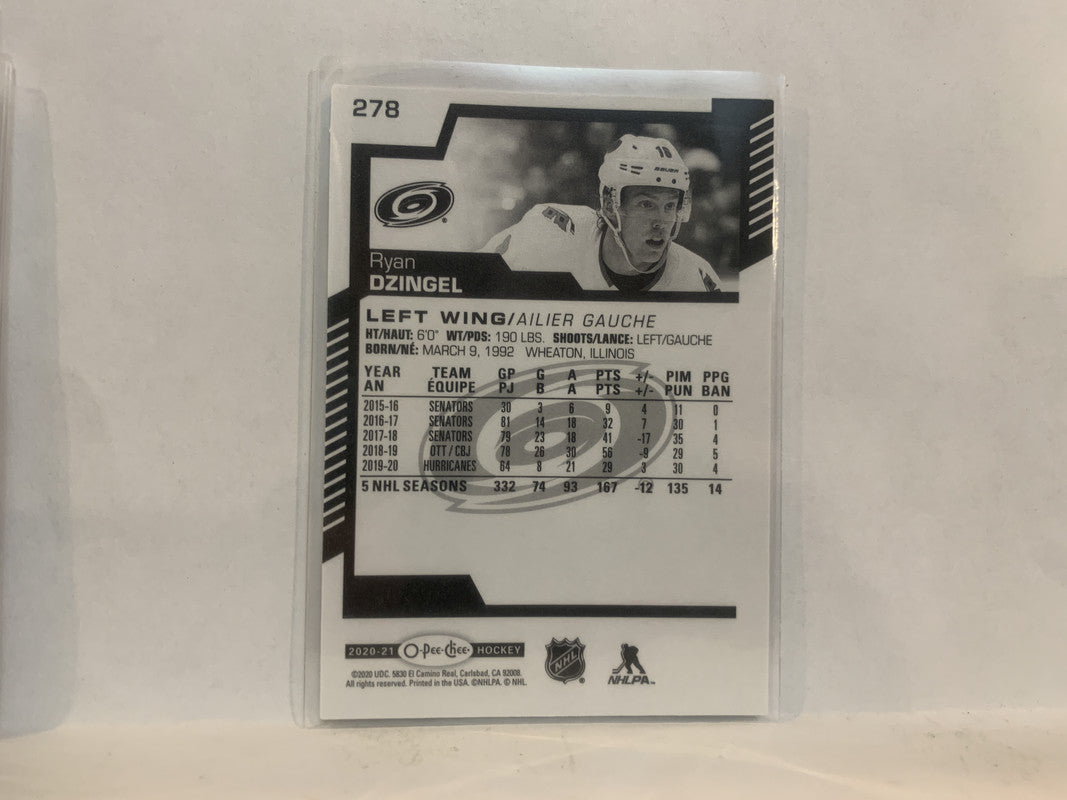 278
18
BAUER
Ryan
DZINGEL
LEFT WING/AILIER GAUCHE
HT/HAUT: 6'0" WT/PDS: 190 LBS. SHOOTS/LANCE: LEFT/GAUCHE
BORN/NÉ: MARCH 9, 1992 WHEATON, ILLINOIS
YEAR TEAM GP G A PTS +/- PIM PPG
AN ÉQUIPE PJ B A PTS +/- PUN BAN
2015-16 SENATORS 30 3 6 9 4 11 0
2016-17 SENATORS 81 14 18 32 7 30 1
2017-18 SENATORS 79 23 18 41 -17 35 4
2018-19 OTT / CBJ 78 26 30 56 -9 29 5
2019-20 HURRICANES 64 8 21 29 3 30 4
5 NHL SEASONS 332 74 93 167 -12 135 14
2020-21 O-Pee-Chee HOCKEY
©2020 UDC. 5830 El Camino Real, Carlsbad, CA 92008.
All rights reserved. Printed in the USA. ©NHLPA. © NHL.
NHL
NHLPA